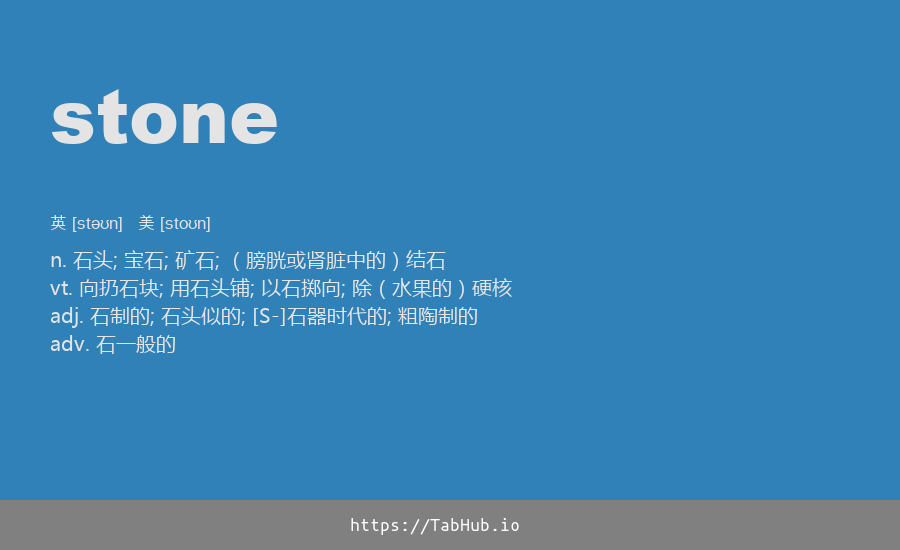 stone
英 [stəʊn] 美 [stoʊn]
n. 石头; 宝石; 矿石; （膀胱或肾脏中的）结石
vt. 向扔石块; 用石头铺; 以石掷向; 除（水果的）硬核
adj. 石制的; 石头似的; [S-]石器时代的; 粗陶制的
adv. 石一般的
https://TabHub.io